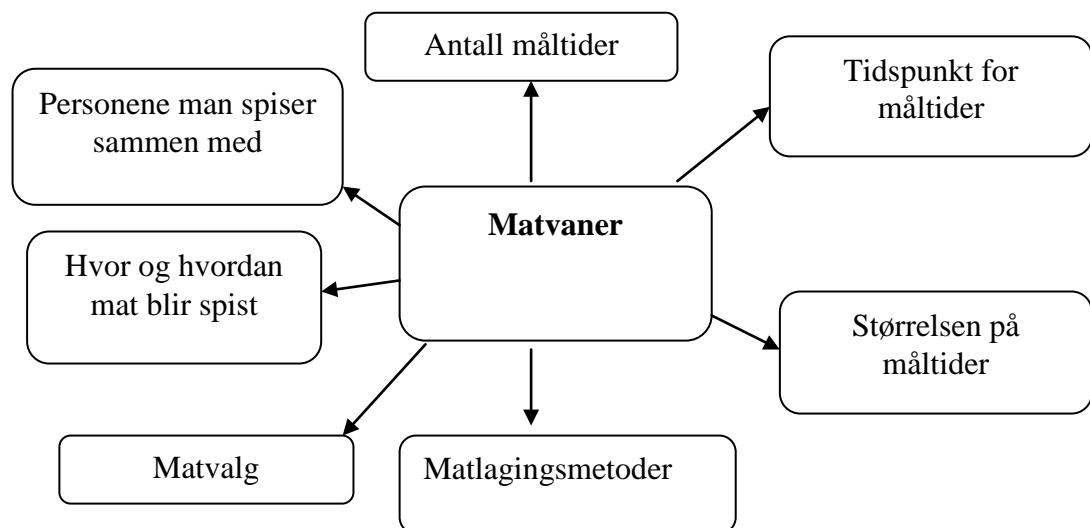 Antall måltider
Tidspunkt for
måltider
Personene man spiser
sammen med
Matvaner
Hvor og hvordan
mat blir spist
Størrelsen på
måltider
Matvalg
Matlagingsmetoder